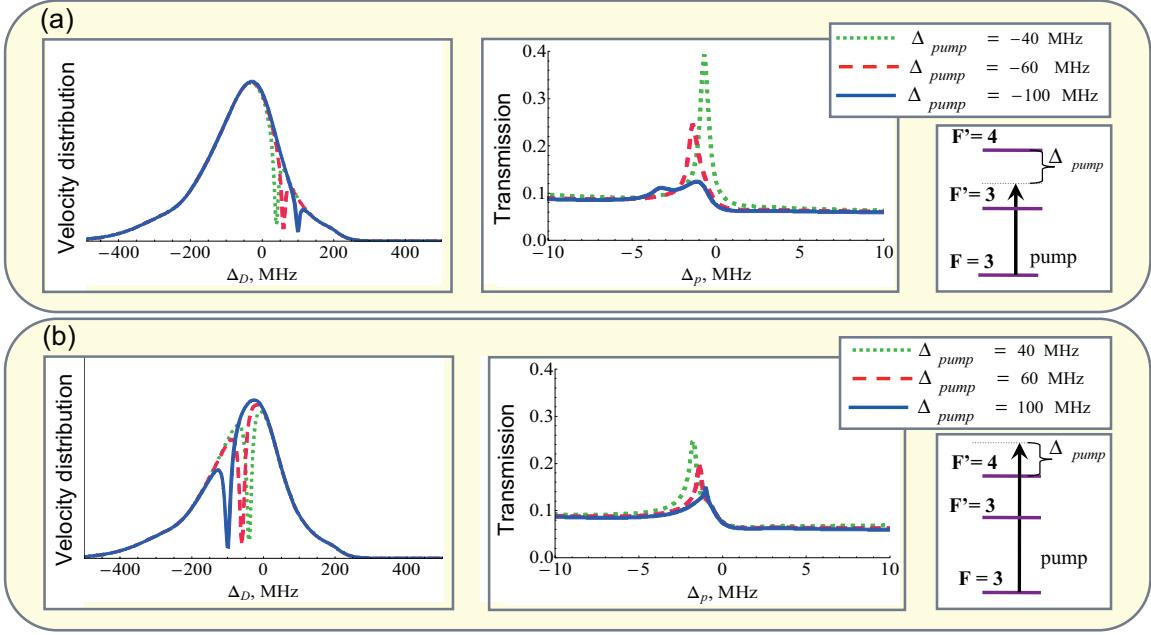 (a)
Velocity distribution
−400 −200 0 200 400
Δ_D, MHz
Transmission
0.4
0.3
0.2
0.1
0.0
−10 −5 0 5 10
Δ_p, MHz
Δ_pump = −40 MHz
Δ_pump = −60 MHz
Δ_pump = −100 MHz
F'= 4
Δ_pump
F'= 3
F = 3
pump
(b)
Velocity distribution
−400 −200 0 200 400
Δ_D, MHz
Transmission
0.4
0.3
0.2
0.1
0.0
−10 −5 0 5 10
Δ_p, MHz
Δ_pump = 40 MHz
Δ_pump = 60 MHz
Δ_pump = 100 MHz
Δ_pump
F'= 4
F'= 3
pump
F = 3